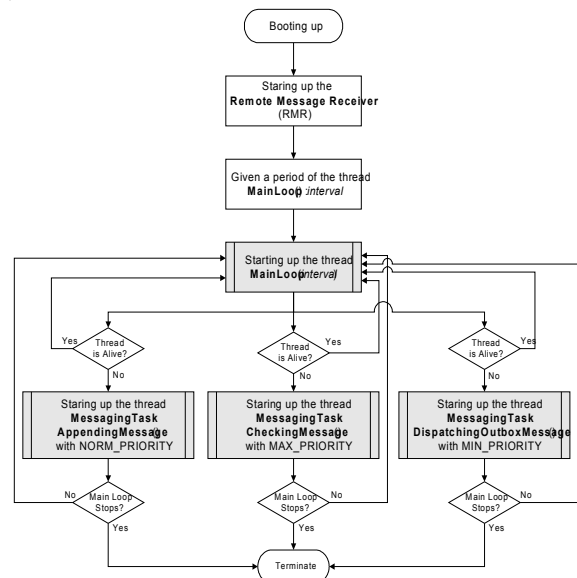 Booting up
Staring up the
Remote Message Receiver
(RMR)
Given a period of the thread
MainLoop() :interval
Starting up the thread
MainLoop(interval)
Yes
Thread
is Alive?
No
Thread
is Alive?
Yes
No
Thread
is Alive?
Yes
No
Staring up the thread
MessagingTask
AppendingMessage()
with NORM_PRIORITY
Staring up the thread
MessagingTask
CheckingMessage()
with MAX_PRIORITY
Staring up the thread
MessagingTask
DispatchingOutboxMessage()
with MIN_PRIORITY
No
Main Loop
Stops?
Yes
Main Loop
Stops?
No
Yes
Main Loop
Stops?
No
Yes
Terminate